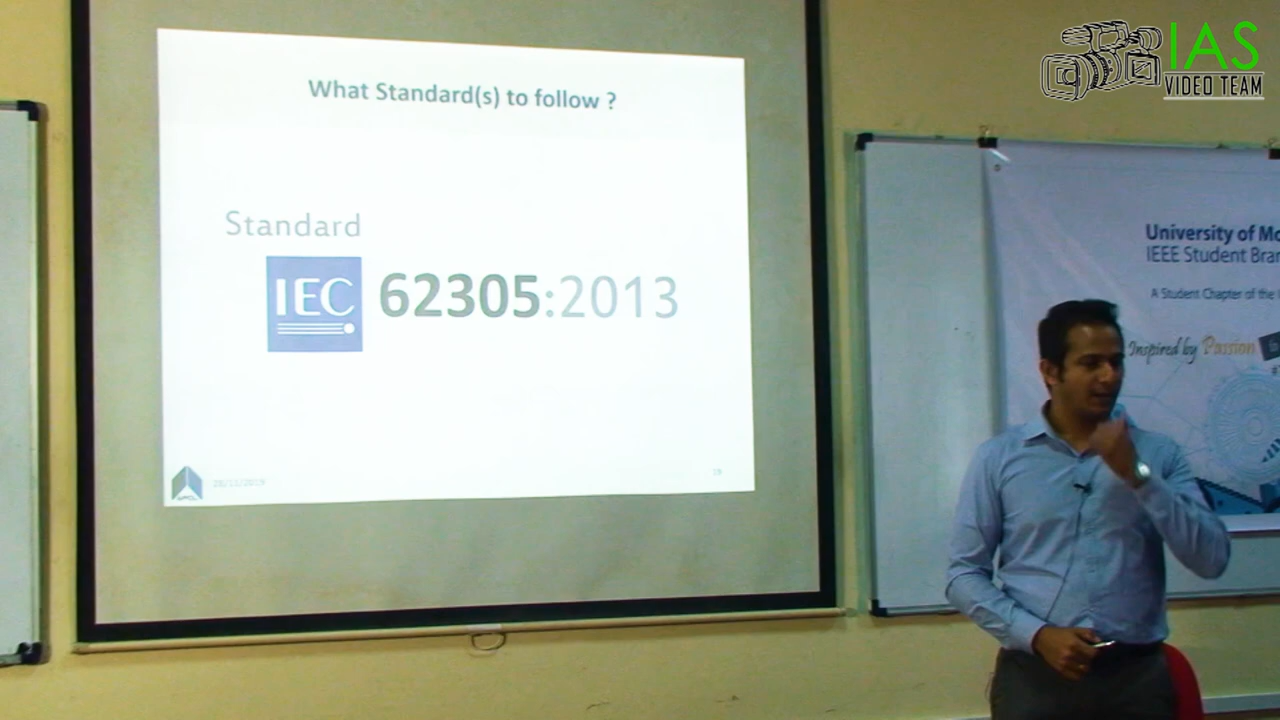 What Standard(s) to follow ?
Standard
IEC
62305:2013
18
IAS
VIDEO TEAM
University of Mo
IEEE Student Bran
A Student Chapter of the
Inspired by Passion